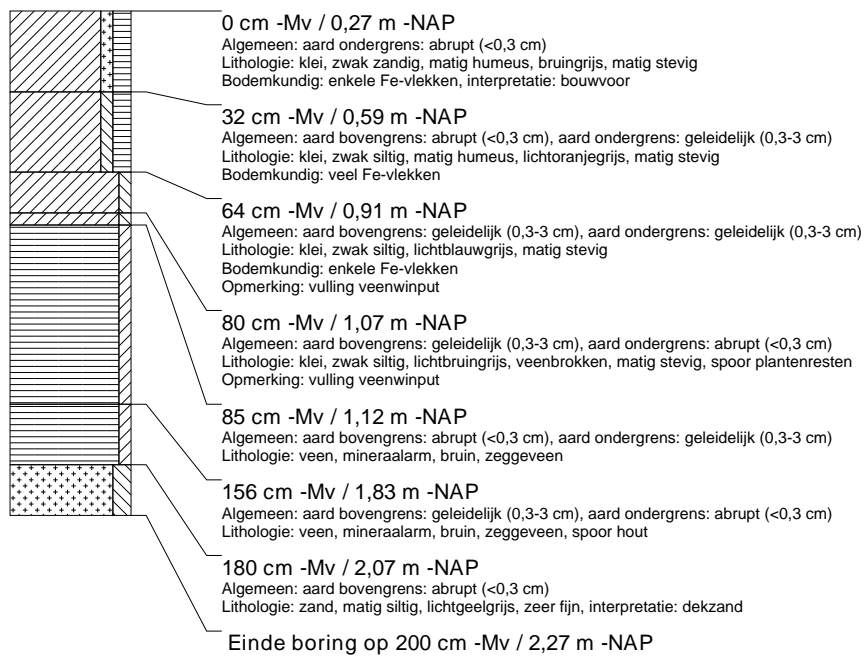 0 cm -Mv / 0,27 m -NAP
Algemeen: aard ondergrens: abrupt (<0,3 cm)
Lithologie: klei, zwak zandig, matig humeus, bruingrijs, matig stevig
Bodemkundig: enkele Fe-vlekken, interpretatie: bouwvoor
32 cm -Mv / 0,59 m -NAP
Algemeen: aard bovengrens: abrupt (<0,3 cm), aard ondergrens: geleidelijk (0,3-3 cm)
Lithologie: klei, zwak siltig, matig humeus, lichtoranjegrijs, matig stevig
Bodemkundig: veel Fe-vlekken
64 cm -Mv / 0,91 m -NAP
Algemeen: aard bovengrens: geleidelijk (0,3-3 cm), aard ondergrens: geleidelijk (0,3-3 cm)
Lithologie: klei, zwak siltig, lichtblauwgrijs, matig stevig
Bodemkundig: enkele Fe-vlekken
Opmerking: vulling veenwinput
80 cm -Mv / 1,07 m -NAP
Algemeen: aard bovengrens: geleidelijk (0,3-3 cm), aard ondergrens: abrupt (<0,3 cm)
Lithologie: klei, zwak siltig, lichtbruingrijs, veenbrokken, matig stevig, spoor plantenresten
Opmerking: vulling veenwinput
85 cm -Mv / 1,12 m -NAP
Algemeen: aard bovengrens: abrupt (<0,3 cm), aard ondergrens: geleidelijk (0,3-3 cm)
Lithologie: veen, mineraalarm, bruin, zeggeveen
156 cm -Mv / 1,83 m -NAP
Algemeen: aard bovengrens: geleidelijk (0,3-3 cm), aard ondergrens: abrupt (<0,3 cm)
Lithologie: veen, mineraalarm, bruin, zeggeveen, spoor hout
180 cm -Mv / 2,07 m -NAP
Algemeen: aard bovengrens: abrupt (<0,3 cm)
Lithologie: zand, matig siltig, lichtgeelgrijs, zeer fijn, interpretatie: dekzand
Einde boring op 200 cm -Mv / 2,27 m -NAP